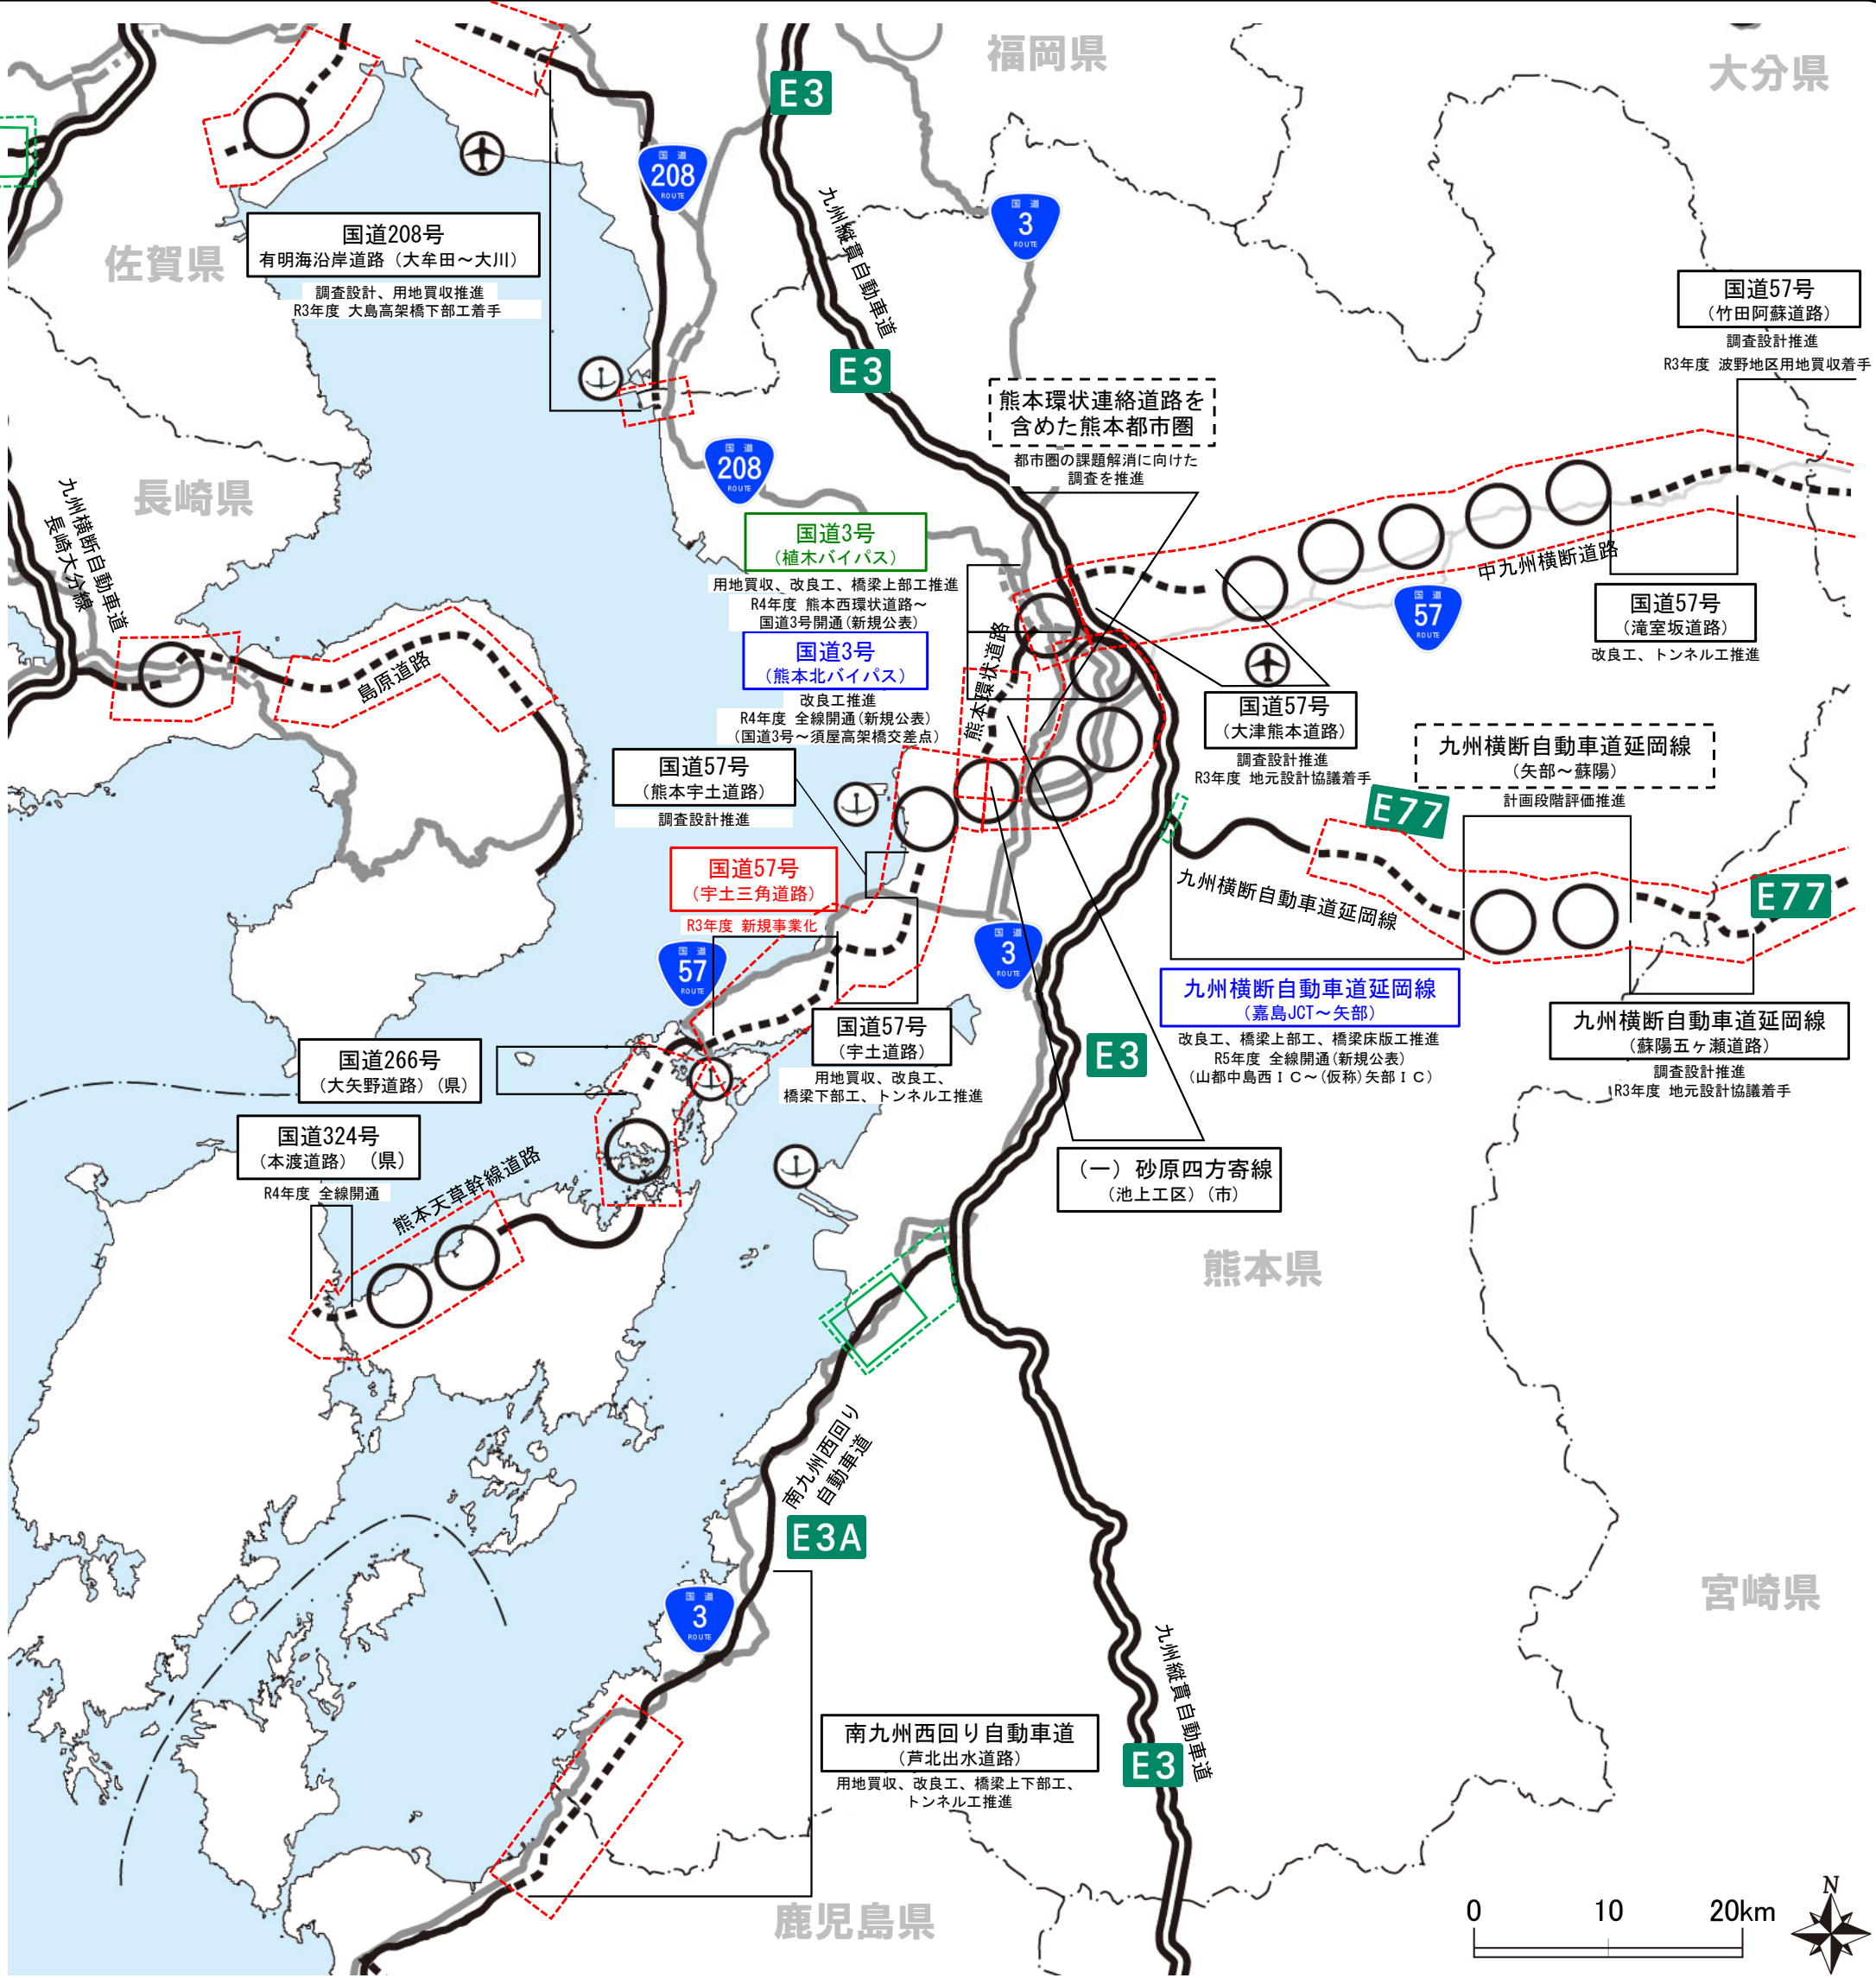 福岡県
大分県
E3
国道
208
ROUTE
国道
3
ROUTE
九州縦貫自動車道
佐賀県
国道208号
有明海沿岸道路（大牟田～大川）
調査設計、用地買収推進
R3年度 大島高架橋下部工着手
国道57号
（竹田阿蘇道路）
調査設計推進
R3年度 波野地区用地買収着手
E3
熊本環状連絡道路を
含めた熊本都市圏
都市圏の課題解消に向けた
調査を推進
国道
208
ROUTE
長崎県
九州横断自動車道
長崎大分線
国道3号
（植木バイパス）
用地買収、改良工、橋梁上部工推進
R4年度 熊本西環状道路～
国道3号開通(新規公表)
中九州横断道路
国道
57
ROUTE
国道57号
（滝室坂道路）
改良工、トンネル工推進
国道3号
（熊本北バイパス）
改良工推進
R4年度 全線開通(新規公表)
（国道3号～須屋高架橋交差点）
熊本環状道路
島原道路
国道57号
（大津熊本道路）
調査設計推進
R3年度 地元設計協議着手
九州横断自動車道延岡線
（矢部～蘇陽）
計画段階評価推進
国道57号
（熊本宇土道路）
調査設計推進
E77
国道57号
（宇土三角道路）
R3年度 新規事業化
九州横断自動車道延岡線
E77
国道
57
ROUTE
国道
3
ROUTE
九州横断自動車道延岡線
（嘉島JCT～矢部）
改良工、橋梁上部工、橋梁床版工推進
R5年度 全線開通(新規公表)
（山都中島西ＩＣ～(仮称)矢部ＩＣ）
九州横断自動車道延岡線
（蘇陽五ヶ瀬道路）
調査設計推進
R3年度 地元設計協議着手
国道57号
（宇土道路）
用地買収、改良工、
橋梁下部工、トンネル工推進
E3
国道266号
（大矢野道路）(県)
国道324号
（本渡道路）（県）
R4年度 全線開通
熊本天草幹線道路
（一）砂原四方寄線
（池上工区）(市)
熊本県
南九州西回り
自動車道
E3A
国道
3
ROUTE
宮崎県
九州縦貫自動車道
南九州西回り自動車道
（芦北出水道路）
用地買収、改良工、橋梁上下部工、
トンネル工推進
E3
鹿児島県
0 10 20km
N